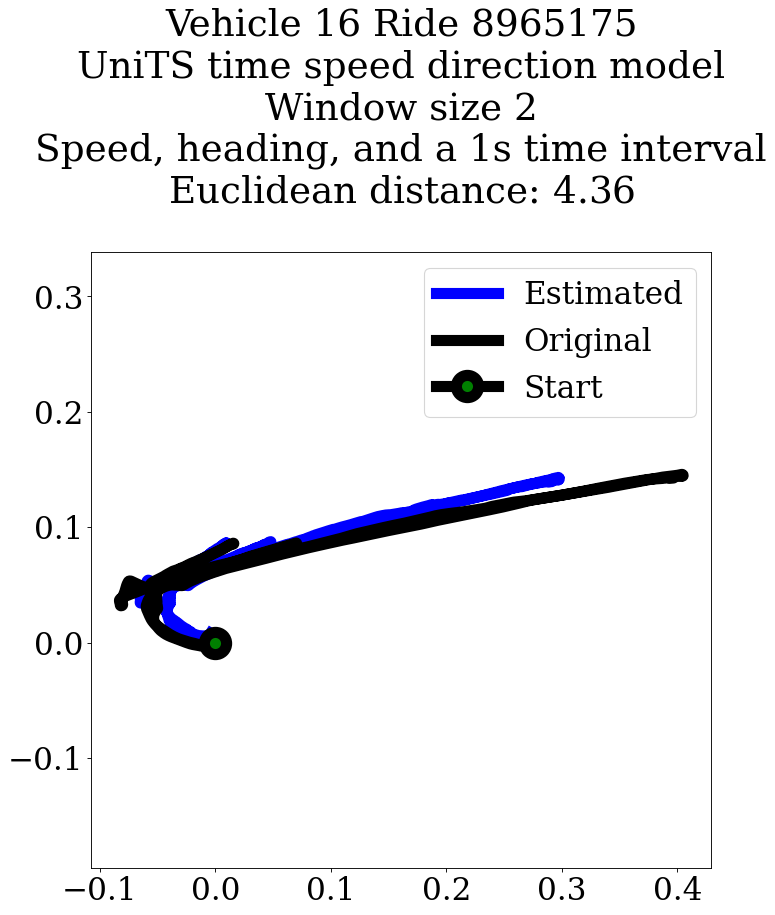 Vehicle 16 Ride 8965175
UniTS time speed direction model
Window size 2
Speed, heading, and a 1s time interval
Euclidean distance: 4.36
Estimated
Original
Start
0.3
0.2
0.1
0.0
−0.1
−0.1
0.0
0.1
0.2
0.3
0.4